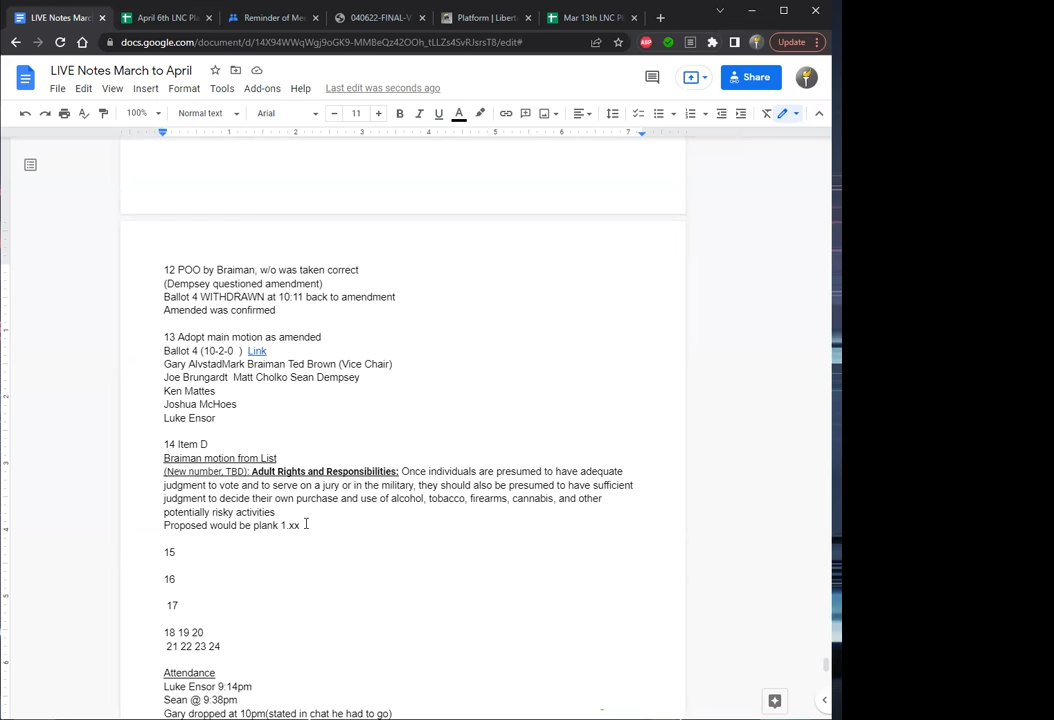 LIVE Notes Marc
April 6th LNC Pl
Reminder of Me
040622-FINAL-V
Platform | Libert
Mar 13th LNC Pl
docs.google.com/document/d/14X94WWqWgj9oGK9-MMBeQz42OOh_tLLZs4SvRJrsrT8/edit#
Update
LIVE Notes March to April
Share
File Edit View Insert Format Tools Add-ons Help Last edit was seconds ago
100% Normal text Arial 11
1 1 2 3 4 5 6 7
12 POO by Braiman, w/o was taken correct
(Dempsey questioned amendment)
Ballot 4 WITHDRAWN at 10:11 back to amendment
Amended was confirmed
13 Adopt main motion as amended
Ballot 4 (10-2-0 ) Link
Gary AlvstadMark Braiman Ted Brown (Vice Chair)
Joe Brungardt Matt Cholko Sean Dempsey
Ken Mattes
Joshua McHoes
Luke Ensor
14 Item D
Braiman motion from List
(New number, TBD): Adult Rights and Responsibilities: Once individuals are presumed to have adequate
judgment to vote and to serve on a jury or in the military, they should also be presumed to have sufficient
judgment to decide their own purchase and use of alcohol, tobacco, firearms, cannabis, and other
potentially risky activities
Proposed would be plank 1.xx
15
16
17
18 19 20
21 22 23 24
Attendance
Luke Ensor 9:14pm
Sean @ 9:38pm
Gary dropped at 10pm(stated in chat he had to go)